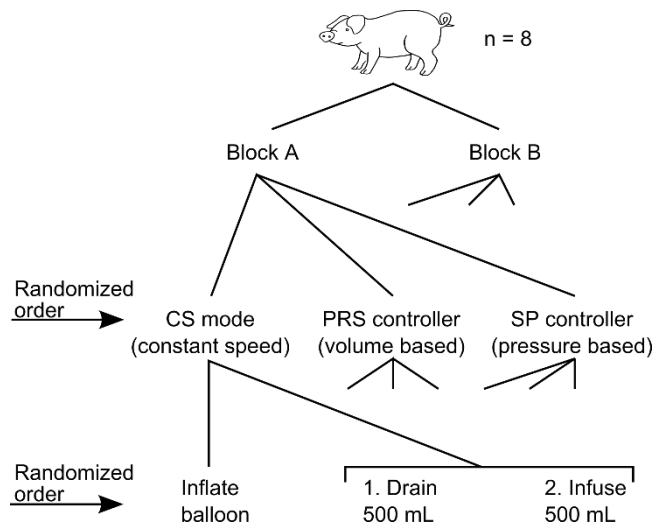 n = 8
Block A
Block B
Randomized
order
CS mode
(constant speed)
PRS controller
(volume based)
SP controller
(pressure based)
Randomized
order
Inflate
balloon
1. Drain
500 mL
2. Infuse
500 mL